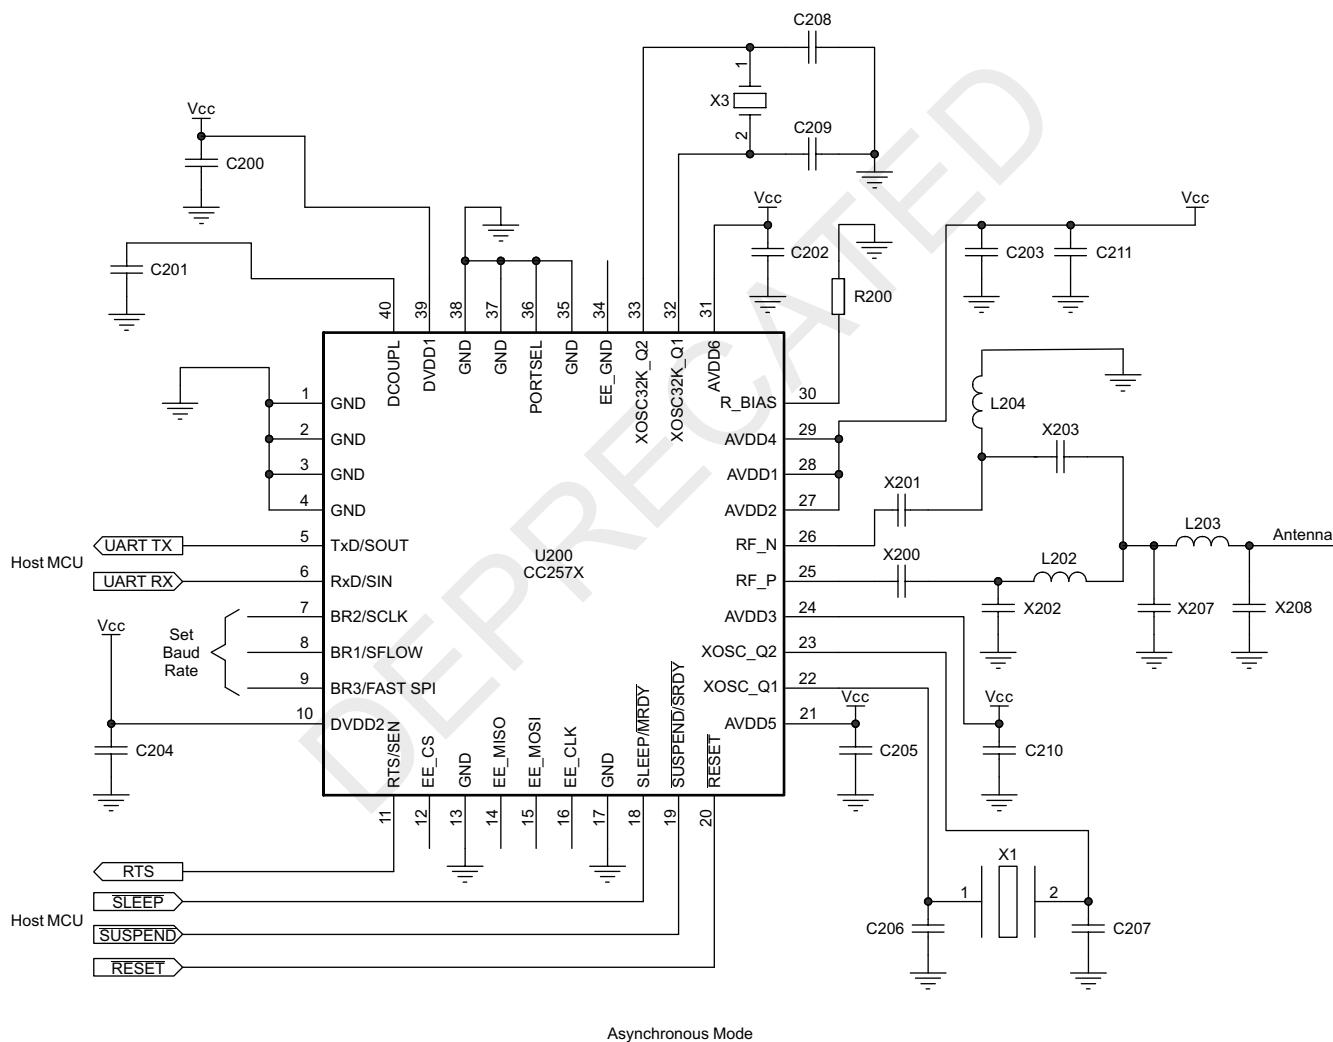 C208
1
X3
2
C209
Vcc
C200
C201
Vcc
C202
Vcc
C203
C211
R200
40
39
38
37
36
35
34
33
32
31
DCOUPL
DVDD1
GND
GND
PORTSEL
GND
EE_GND
XOSC32K_Q2
XOSC32K_Q1
AVDD6
1 GND
2 GND
3 GND
4 GND
Host MCU
UART TX
5 TxD/SOUT
UART RX
6 RxD/SIN
Set
Baud
Rate
7 BR2/SCLK
8 BR1/SFLOW
9 BR3/FAST SPI
Vcc
10 DVDD2
C204
U200
CC257X
R_BIAS 30
AVDD4 29
AVDD1 28
AVDD2 27
RF_N 26
RF_P 25
AVDD3 24
XOSC_Q2 23
XOSC_Q1 22
AVDD5 21
L204
X203
X201
X200
L202
L203
Antenna
X202
X207
X208
Vcc
C205
Vcc
C210
RTS/SEN
EE_CS
GND
EE_MISO
EE_MOSI
EE_CLK
GND
SLEEP/MRDY
SUSPEND/SRDY
RESET
11
12
13
14
15
16
17
18
19
20
Host MCU
RTS
SLEEP
SUSPEND
RESET
X1
1
2
C206
C207
Asynchronous Mode
DEPRECATED